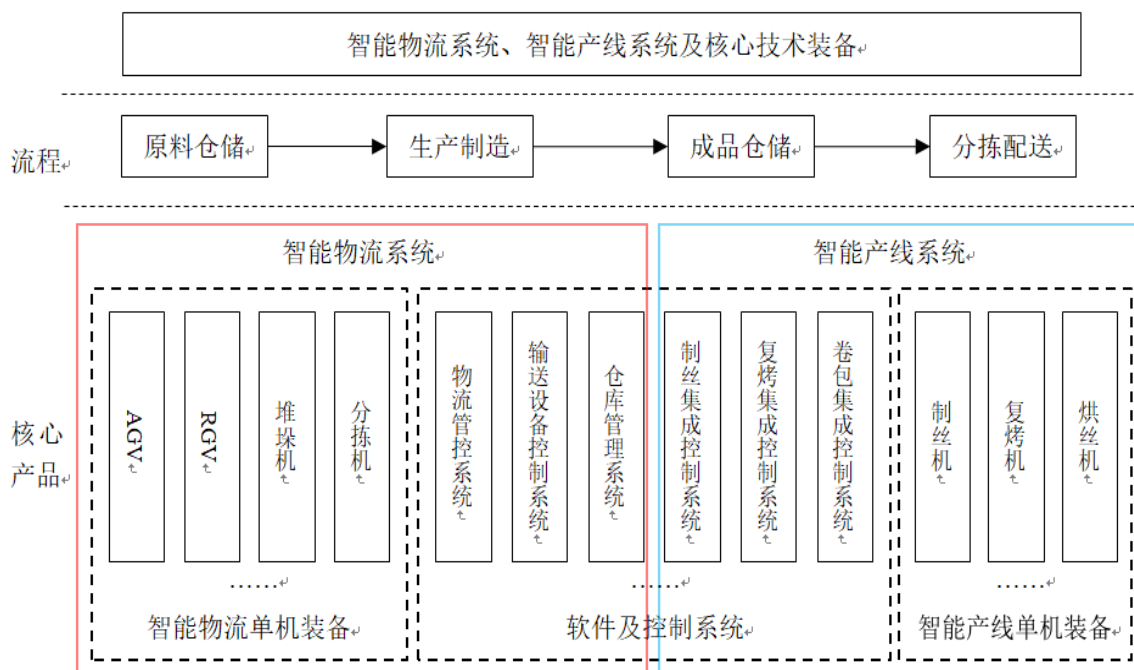 智能物流系统、智能产线系统及核心技术装备
流程
原料仓储
生产制造
成品仓储
分拣配送
智能物流系统
智能产线系统
核心
产品
AGV
RGV
堆垛机
分拣机
物流管控系统
输送设备控制系统
仓库管理系统
制丝集成控制系统
复烤集成控制系统
卷包集成控制系统
制丝机
复烤机
烘丝机
……
……
……
智能物流单机装备
软件及控制系统
智能产线单机装备